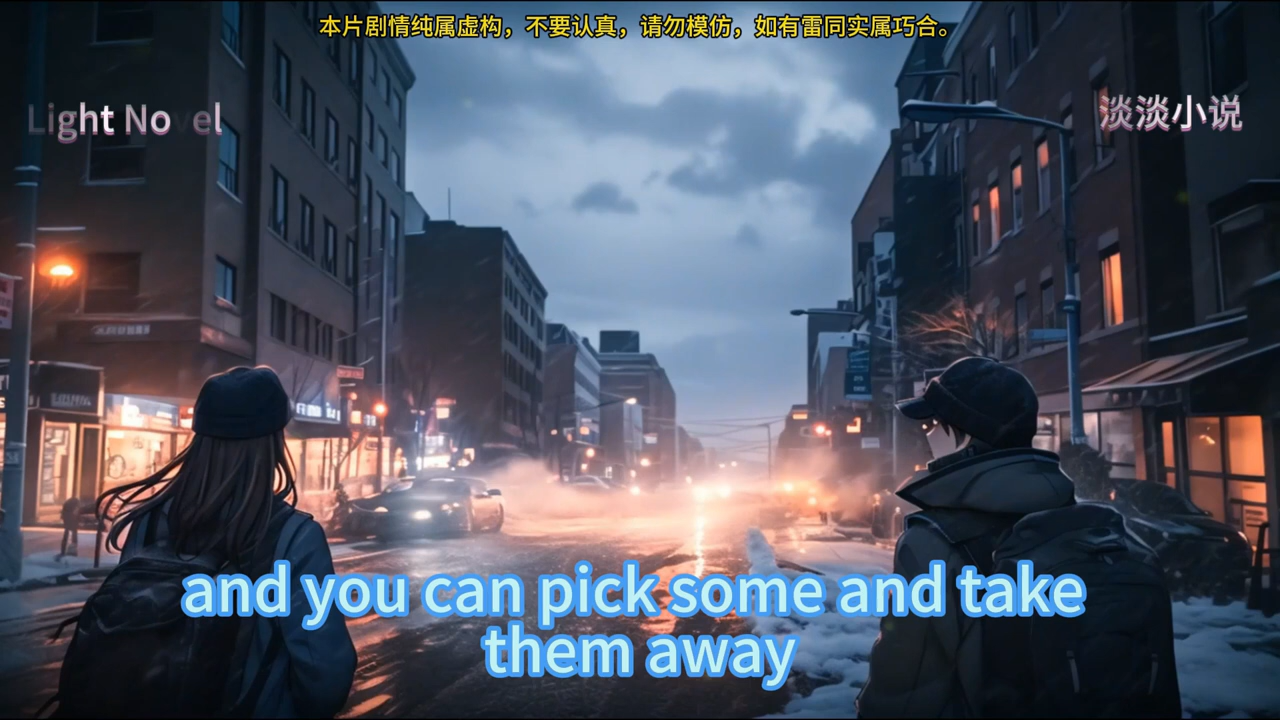 本片剧情纯属虚构，不要认真，请勿模仿，如有雷同实属巧合。
Light Novel
淡淡小说
and you can pick some and take
them away